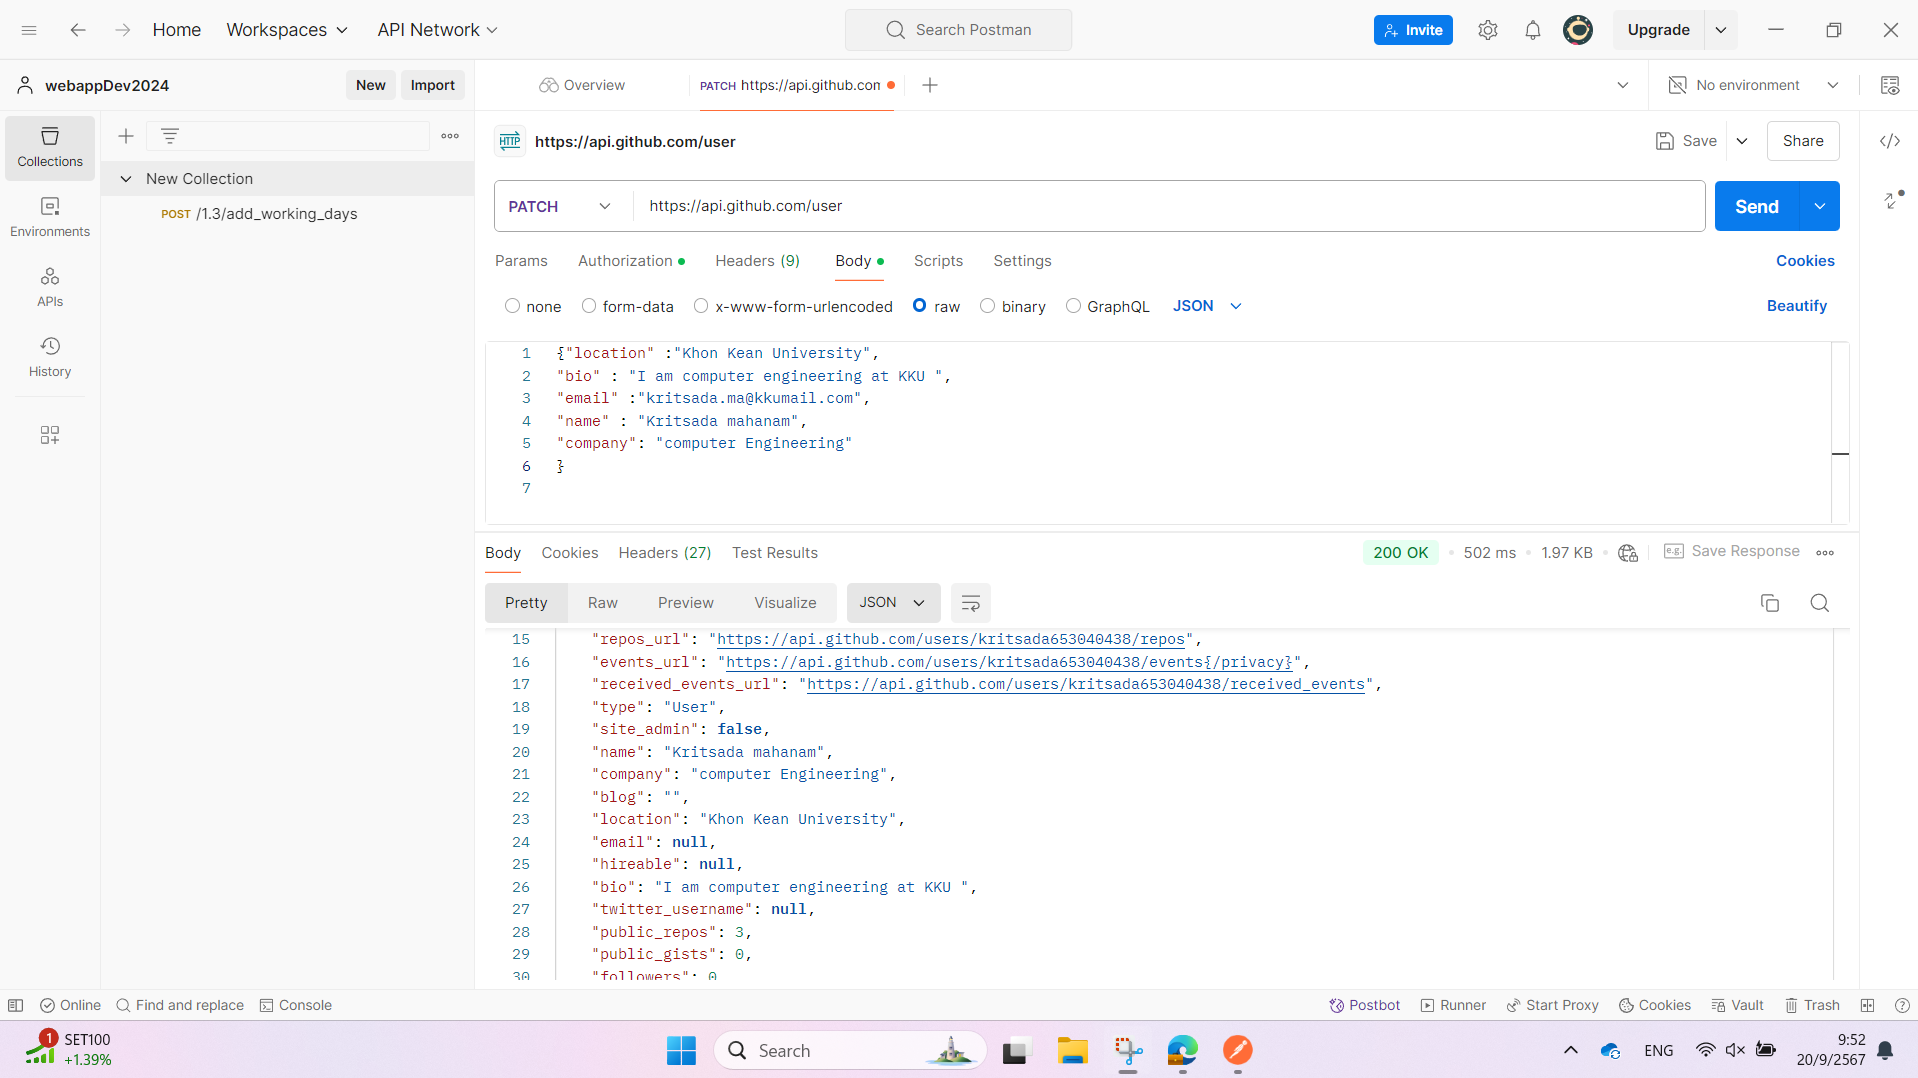 Home Workspaces API Network Search Postman Invite Upgrade
webappDev2024 New Import Overview PATCH https://api.github.com No environment
Collections
Environments
APIs
History
New Collection
POST /1.3/add_working_days
HTTP https://api.github.com/user Save Share
PATCH https://api.github.com/user Send
Params Authorization Headers (9) Body Scripts Settings Cookies
none form-data x-www-form-urlencoded raw binary GraphQL JSON Beautify
1 {"location" :"Khon Kean University",
2 "bio" : "I am computer engineering at KKU ",
3 "email" :"kritsada.ma@kkumail.com",
4 "name" : "Kritsada mahanam",
5 "company": "computer Engineering"
6 }
7
Body Cookies Headers (27) Test Results 200 OK 502 ms 1.97 KB e.g. Save Response
Pretty Raw Preview Visualize JSON
15 "repos_url": "https://api.github.com/users/kritsada653040438/repos",
16 "events_url": "https://api.github.com/users/kritsada653040438/events{/privacy}",
17 "received_events_url": "https://api.github.com/users/kritsada653040438/received_events",
18 "type": "User",
19 "site_admin": false,
20 "name": "Kritsada mahanam",
21 "company": "computer Engineering",
22 "blog": "",
23 "location": "Khon Kean University",
24 "email": null,
25 "hireable": null,
26 "bio": "I am computer engineering at KKU ",
27 "twitter_username": null,
28 "public_repos": 3,
29 "public_gists": 0,
30 "followers": 0
Online Find and replace Console Postbot Runner Start Proxy Cookies Vault Trash
1 SET100
+1.39%
Search
ENG
9:52
20/9/2567